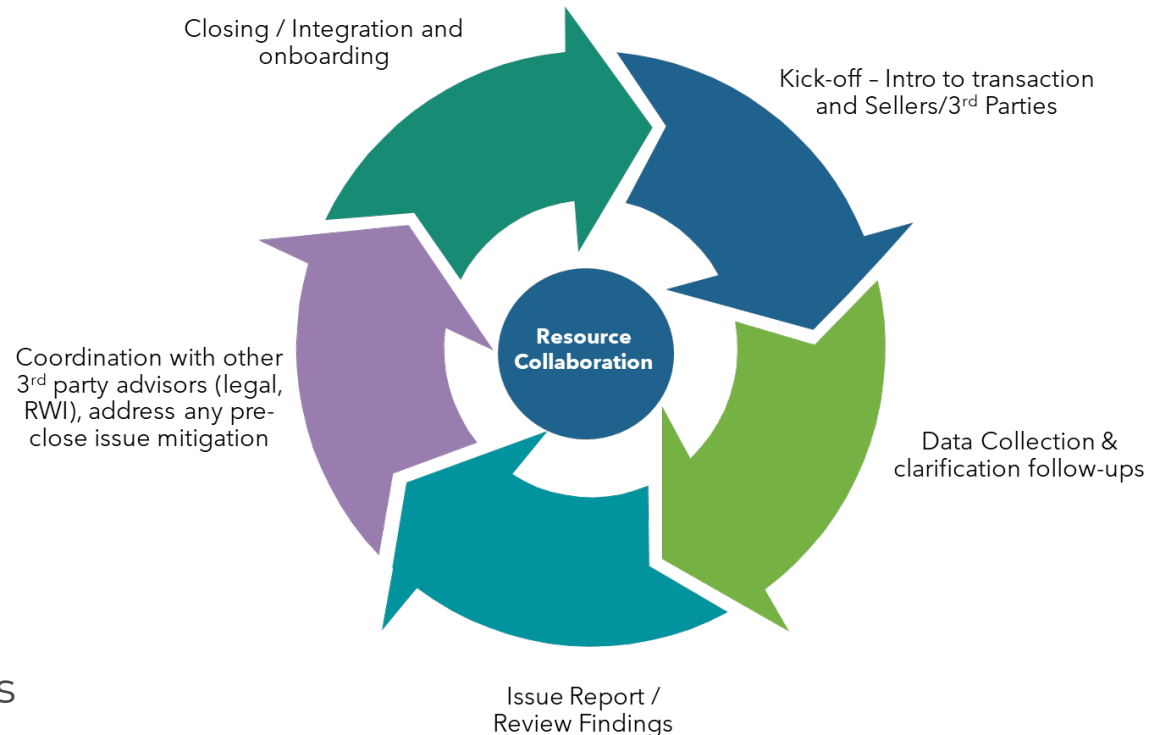 Closing / Integration and
onboarding
Kick-off – Intro to transaction
and Sellers/3rd Parties
Resource
Collaboration
Coordination with other
3rd party advisors (legal,
RWI), address any pre-
close issue mitigation
Data Collection &
clarification follow-ups
s
Issue Report /
Review Findings